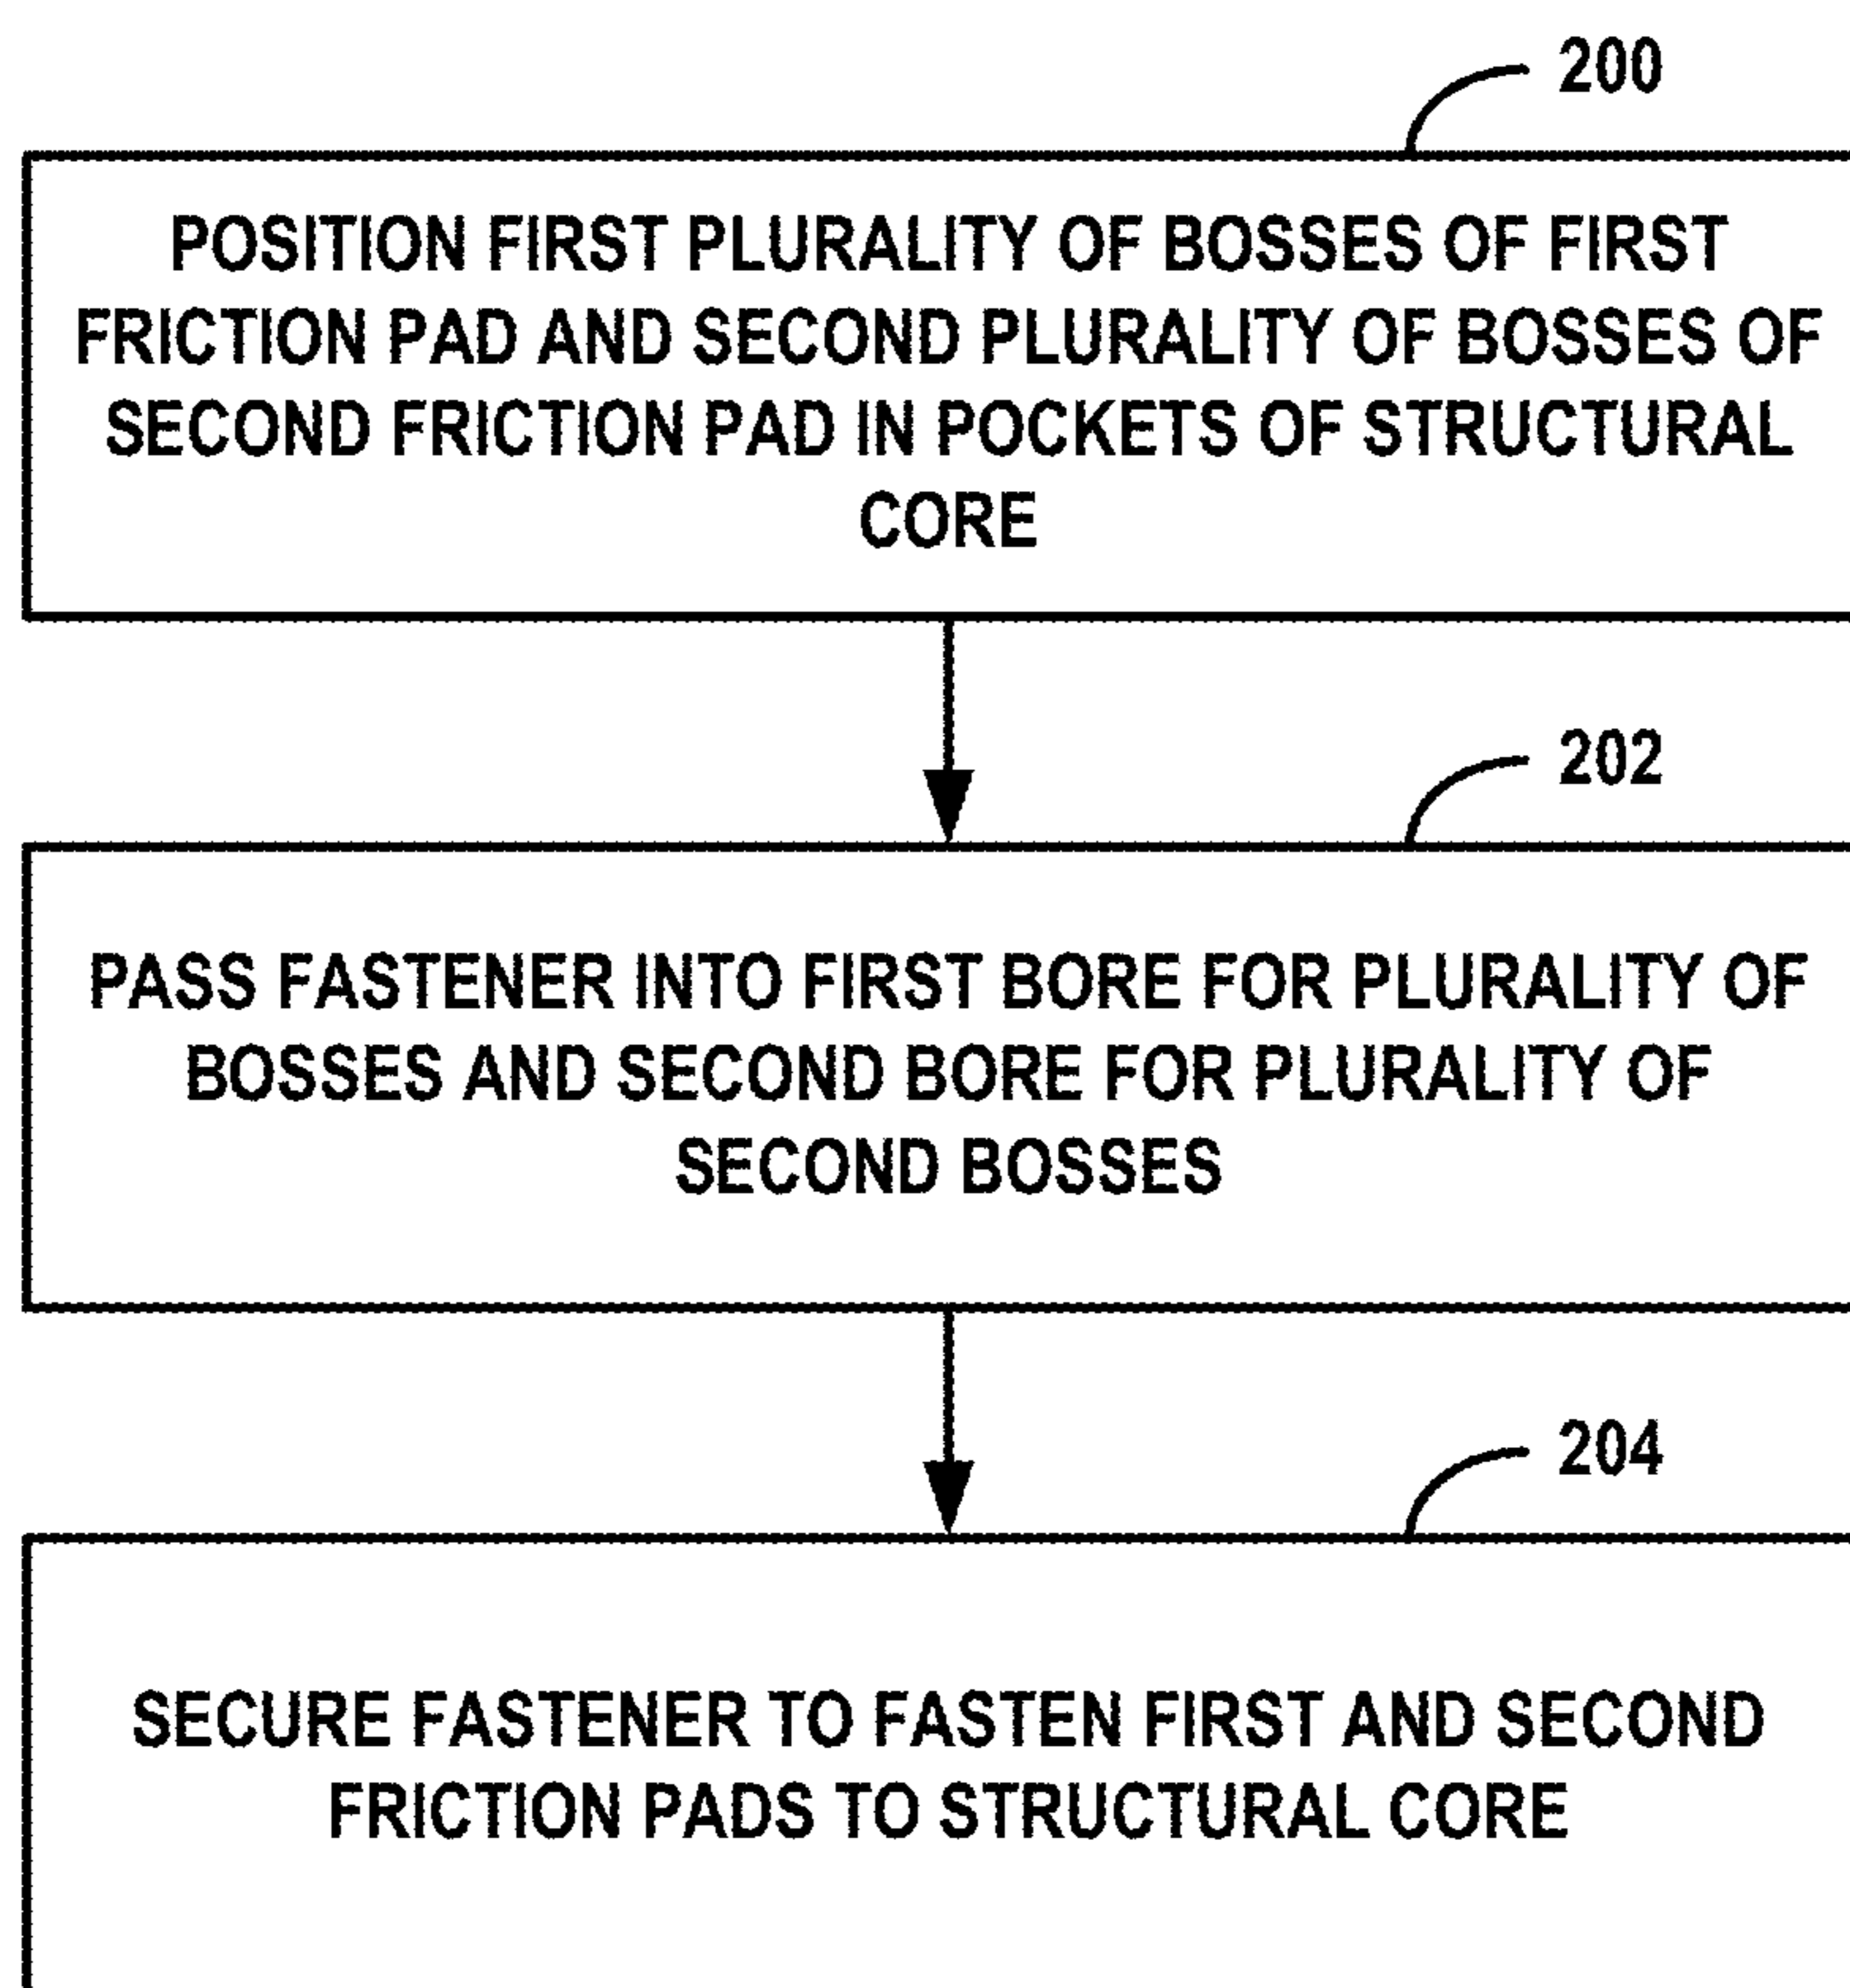 200
POSITION FIRST PLURALITY OF BOSSES OF FIRST
FRICTION PAD AND SECOND PLURALITY OF BOSSES OF
SECOND FRICTION PAD IN POCKETS OF STRUCTURAL
CORE
202
PASS FASTENER INTO FIRST BORE FOR PLURALITY OF
BOSSES AND SECOND BORE FOR PLURALITY OF
SECOND BOSSES
204
SECURE FASTENER TO FASTEN FIRST AND SECOND
FRICTION PADS TO STRUCTURAL CORE